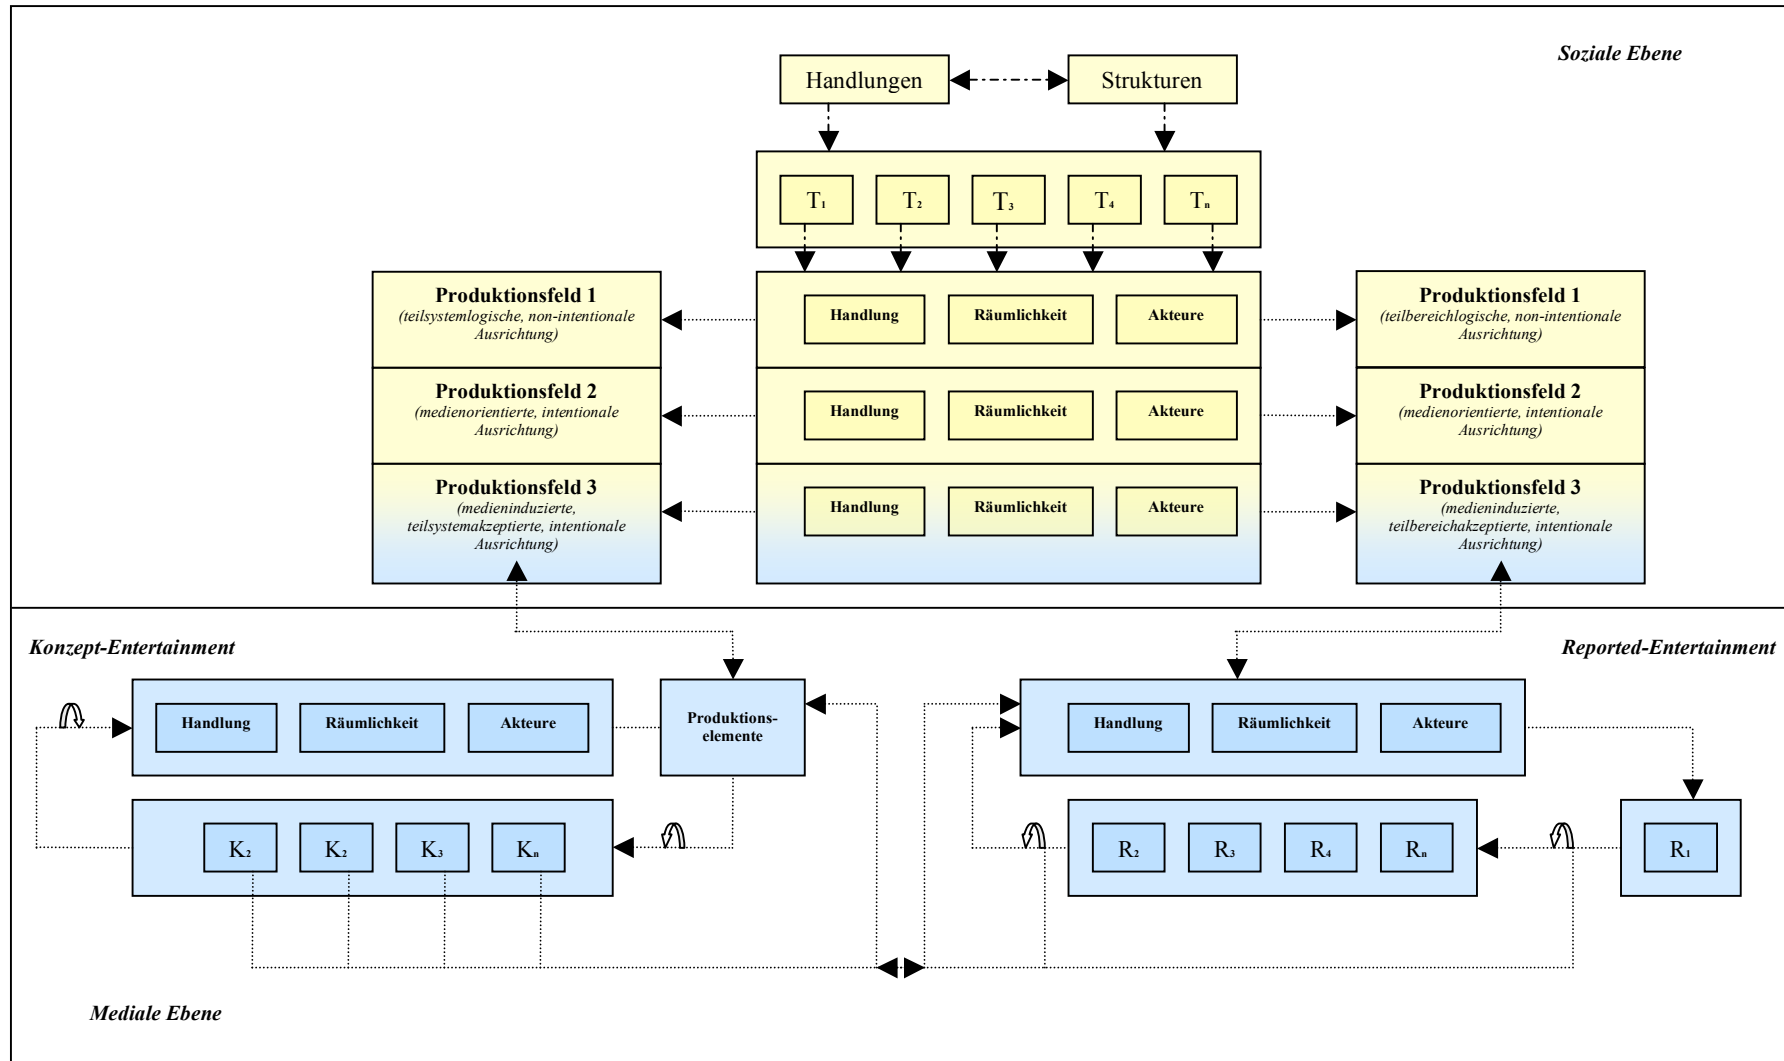 Soziale Ebene
Handlungen
Strukturen
T1
T2
T3
T4
Tn
Produktionsfeld 1
(teilsystemlogische, non-intentionale
Ausrichtung)
Handlung
Räumlichkeit
Akteure
Produktionsfeld 1
(teilbereichlogische, non-intentionale
Ausrichtung)
Produktionsfeld 2
(medienorientierte, intentionale
Ausrichtung)
Handlung
Räumlichkeit
Akteure
Produktionsfeld 2
(medienorientierte, intentionale
Ausrichtung)
Produktionsfeld 3
(medieninduzierte,
teilsystemakzeptierte, intentionale
Ausrichtung)
Handlung
Räumlichkeit
Akteure
Produktionsfeld 3
(medieninduzierte,
teilbereichakzeptierte, intentionale
Ausrichtung)
Konzept-Entertainment
Reported-Entertainment
Handlung
Räumlichkeit
Akteure
Produktions-
elemente
Handlung
Räumlichkeit
Akteure
K2
K2
K3
Kn
R2
R3
R4
Rn
R1
Mediale Ebene